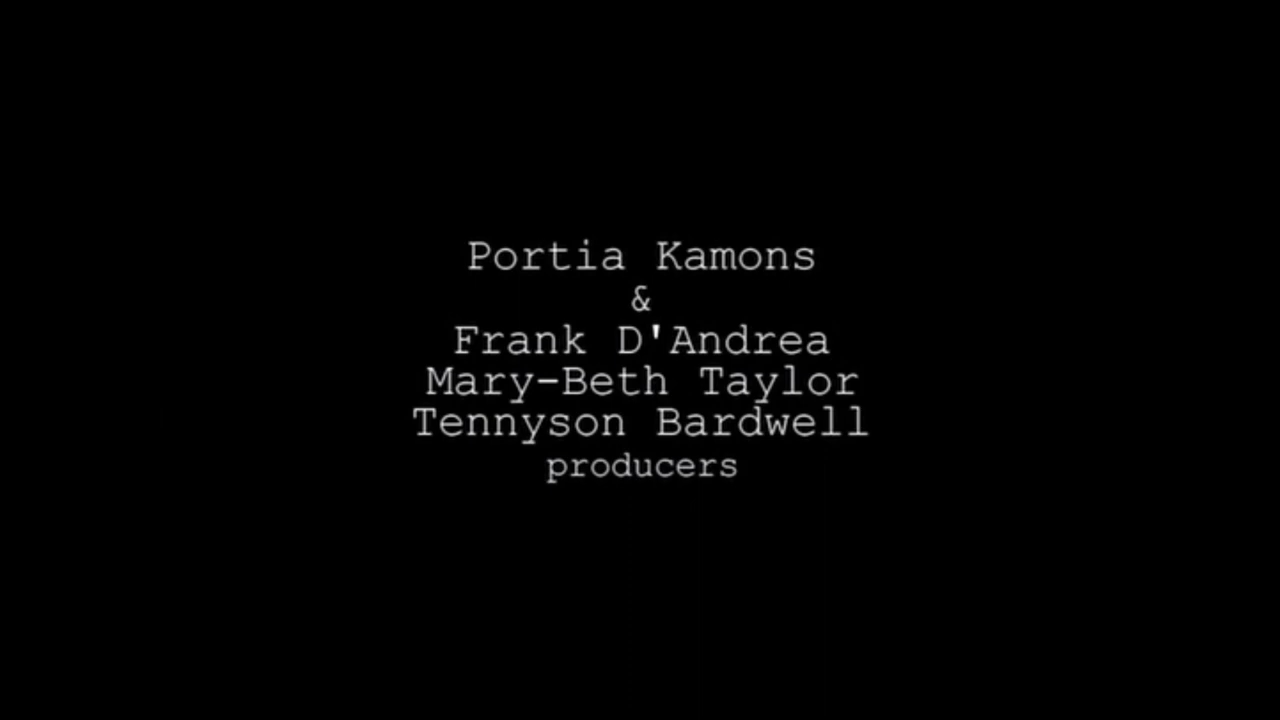 Portia Kamons
&
Frank D'Andrea
Mary-Beth Taylor
Tennyson Bardwell
producers